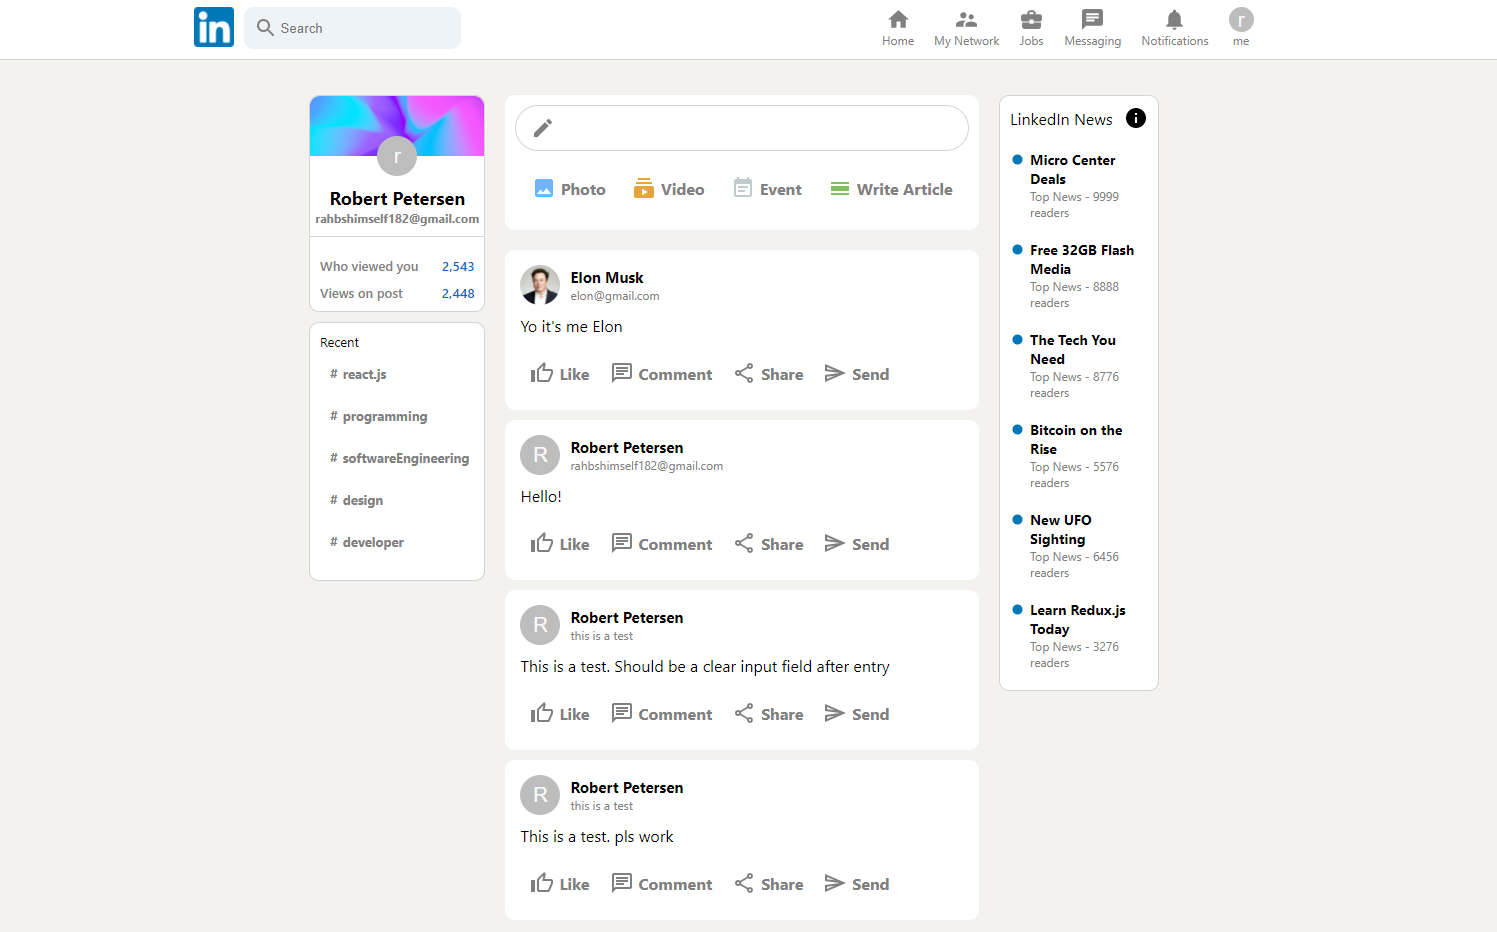 in
Search
Home
My Network
Jobs
Messaging
Notifications
r
me
r
Robert Petersen
rahbshimself182@gmail.com
Who viewed you 2,543
Views on post 2,448
Recent
# react.js
# programming
# softwareEngineering
# design
# developer
Photo
Video
Event
Write Article
Elon Musk
elon@gmail.com
Yo it's me Elon
Like Comment Share Send
R
Robert Petersen
rahbshimself182@gmail.com
Hello!
Like Comment Share Send
R
Robert Petersen
this is a test
This is a test. Should be a clear input field after entry
Like Comment Share Send
R
Robert Petersen
this is a test
This is a test. pls work
Like Comment Share Send
LinkedIn News
Micro Center
Deals
Top News - 9999
readers
Free 32GB Flash
Media
Top News - 8888
readers
The Tech You
Need
Top News - 8776
readers
Bitcoin on the
Rise
Top News - 5576
readers
New UFO
Sighting
Top News - 6456
readers
Learn Redux.js
Today
Top News - 3276
readers